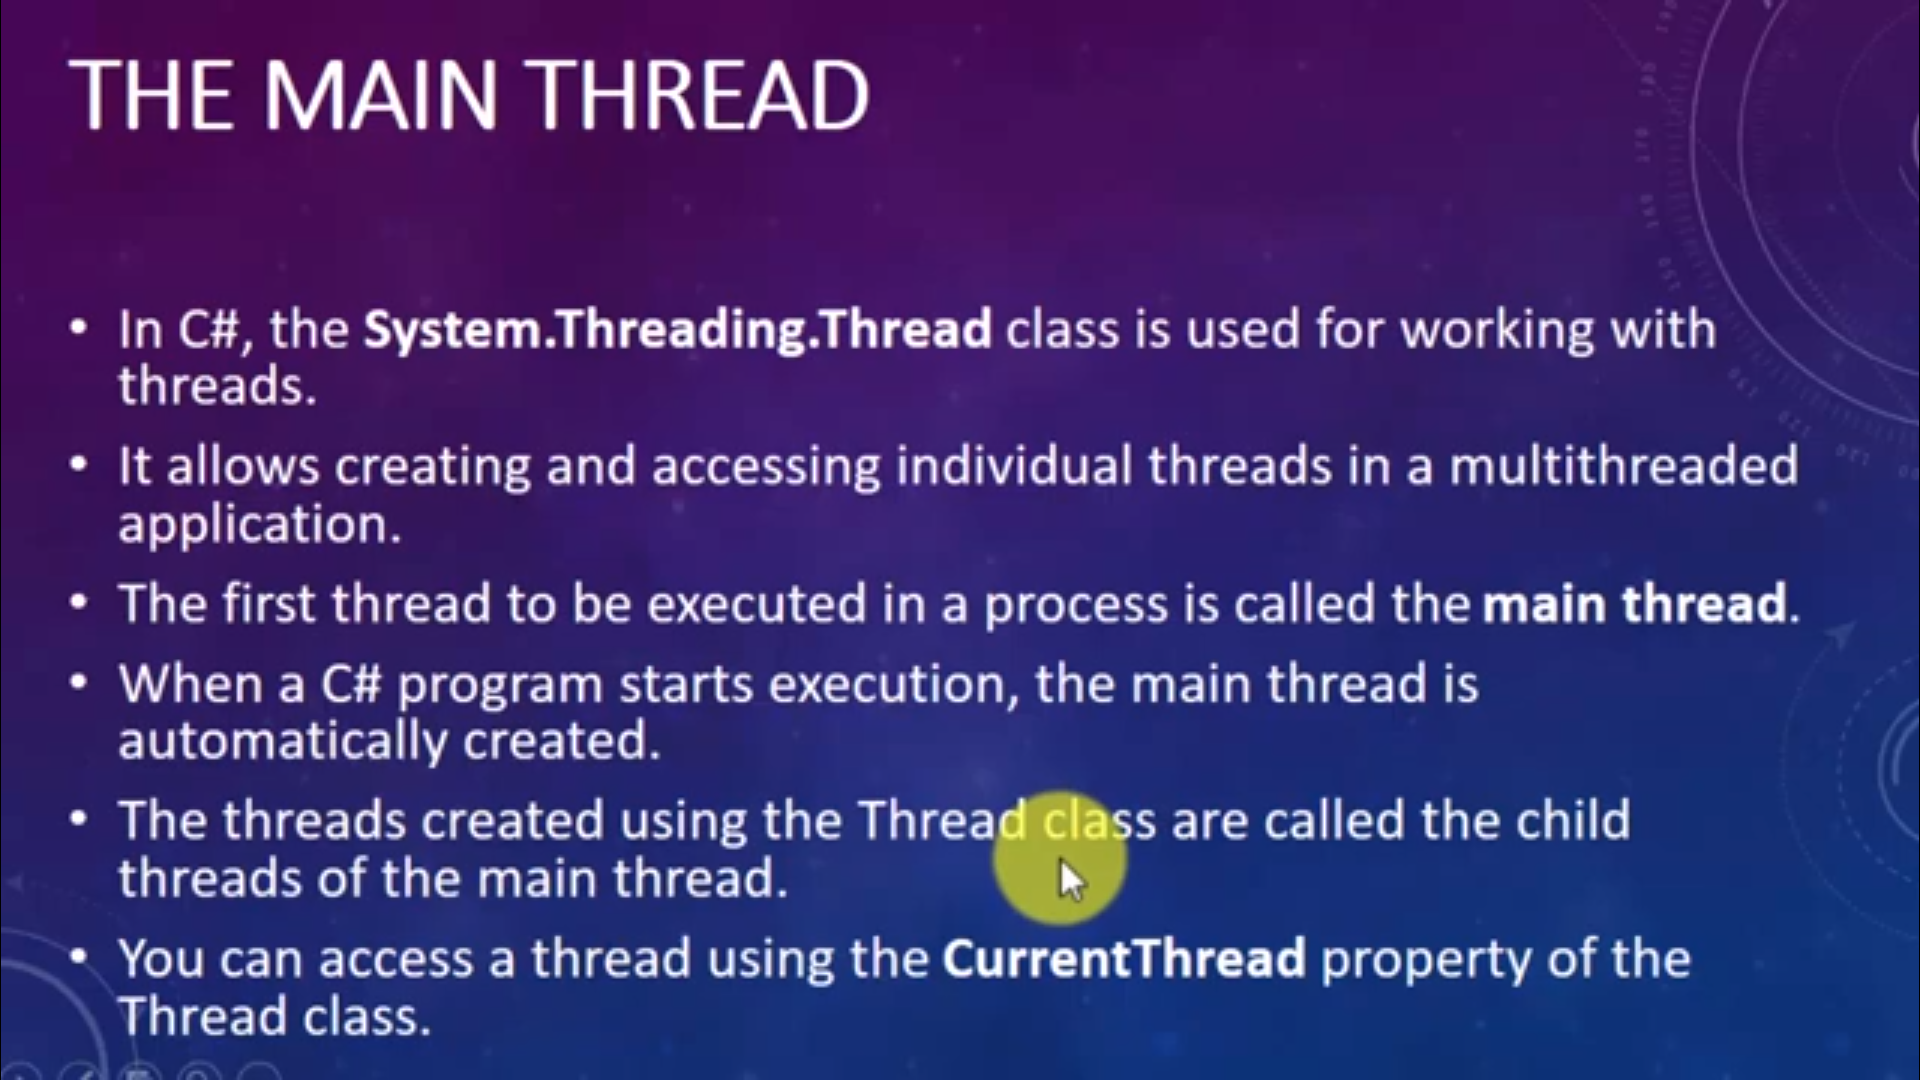 THE MAIN THREAD
• In C#, the System.Threading.Thread class is used for working with
threads.
• It allows creating and accessing individual threads in a multithreaded
application.
• The first thread to be executed in a process is called the main thread.
• When a C# program starts execution, the main thread is
automatically created.
• The threads created using the Thread class are called the child
threads of the main thread.
• You can access a thread using the CurrentThread property of the
Thread class.